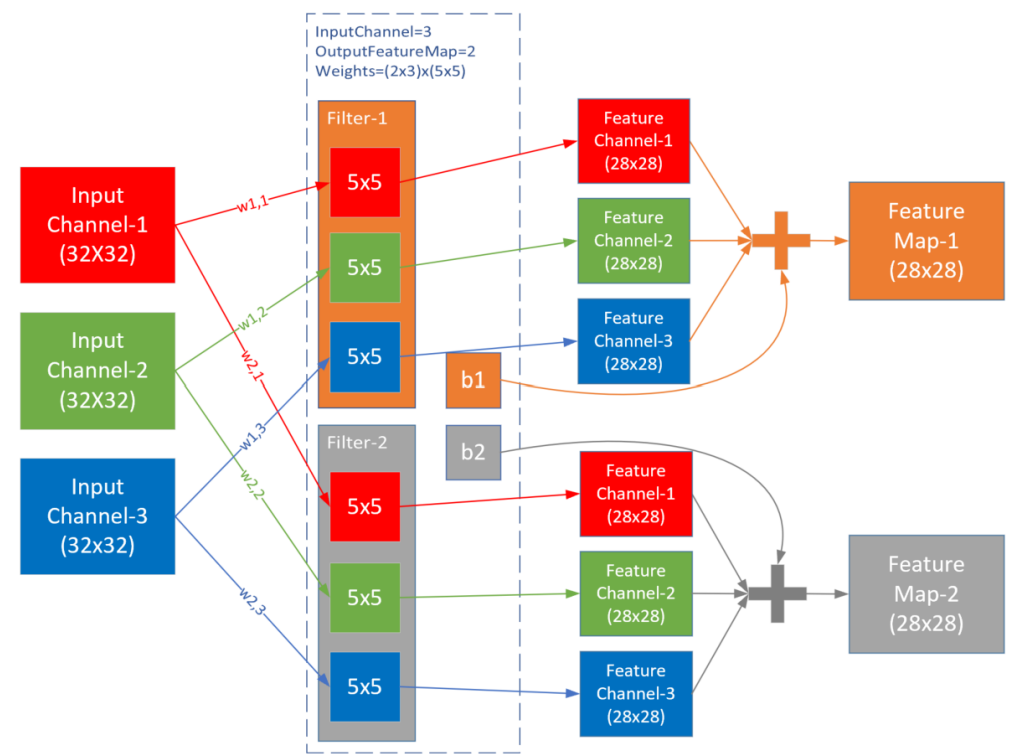 InputChannel=3
OutputFeatureMap=2
Weights=(2x3)x(5x5)
Input
Channel-1
(32X32)
Input
Channel-2
(32X32)
Input
Channel-3
(32x32)
w1,1
w1,2
w2,1
w1,3
w2,2
w2,3
Filter-1
5x5
5x5
5x5
b1
Filter-2
5x5
5x5
5x5
b2
Feature
Channel-1
(28x28)
Feature
Channel-2
(28x28)
Feature
Channel-3
(28x28)
Feature
Map-1
(28x28)
Feature
Channel-1
(28x28)
Feature
Channel-2
(28x28)
Feature
Channel-3
(28x28)
Feature
Map-2
(28x28)